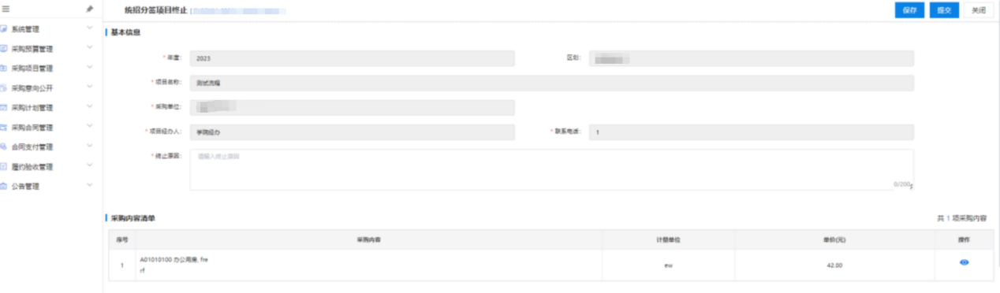 统招分签项目终止
保存
提交
关闭
系统管理
采购预算管理
采购项目管理
采购意向公开
采购计划管理
采购合同管理
合同支付管理
履约验收管理
公告管理
基本信息
* 年度: 2023
区划:
* 项目名称: 测试流程
* 采购单位:
* 项目经办人: 学院经办
* 联系电话: 1
* 终止原因: 请输入终止原因
0/200
采购内容清单
共 1 项采购内容
序号 采购内容 计量单位 单价(元) 操作
1 A01010100 办公用房, fre
rf
ew 42.00